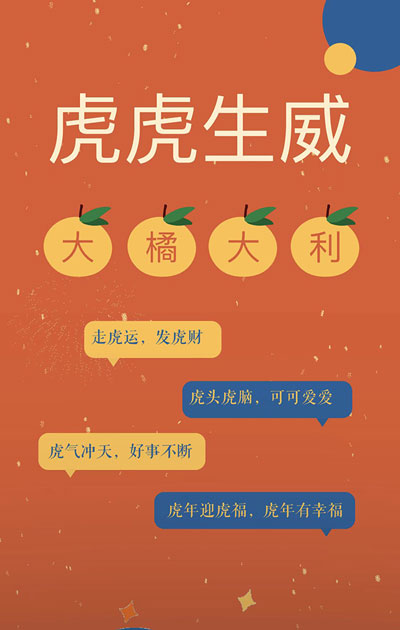 虎虎生威
大橘大利
走虎运，发虎财
虎头虎脑，可可爱爱
虎气冲天，好事不断
虎年迎虎福，虎年有幸福